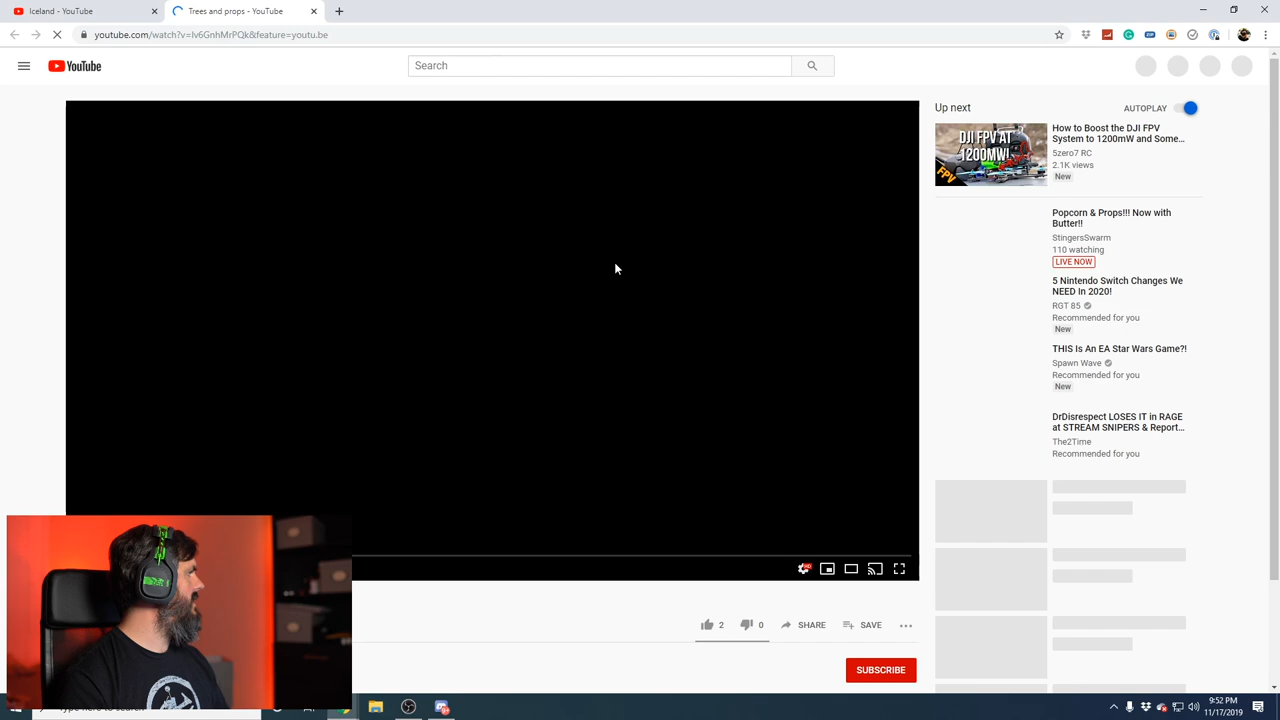 Iceland - YouTube
Trees and props - YouTube
youtube.com/watch?v=Iv6GnhMrPQk&feature=youtu.be
YouTube
Search
Up next
AUTOPLAY
DJI FPV AT
1200MW!
FPV
How to Boost the DJI FPV
System to 1200mW and Some…
5zero7 RC
2.1K views
New
Popcorn & Props!!! Now with
Butter!!
StingersSwarm
110 watching
LIVE NOW
5 Nintendo Switch Changes We
NEED In 2020!
RGT 85
Recommended for you
New
THIS Is An EA Star Wars Game?!
Spawn Wave
Recommended for you
New
DrDisrespect LOSES IT in RAGE
at STREAM SNIPERS & Report…
The2Time
Recommended for you
HD
2
0
SHARE
SAVE
SUBSCRIBE
Type here to search
9:52 PM
11/17/2019